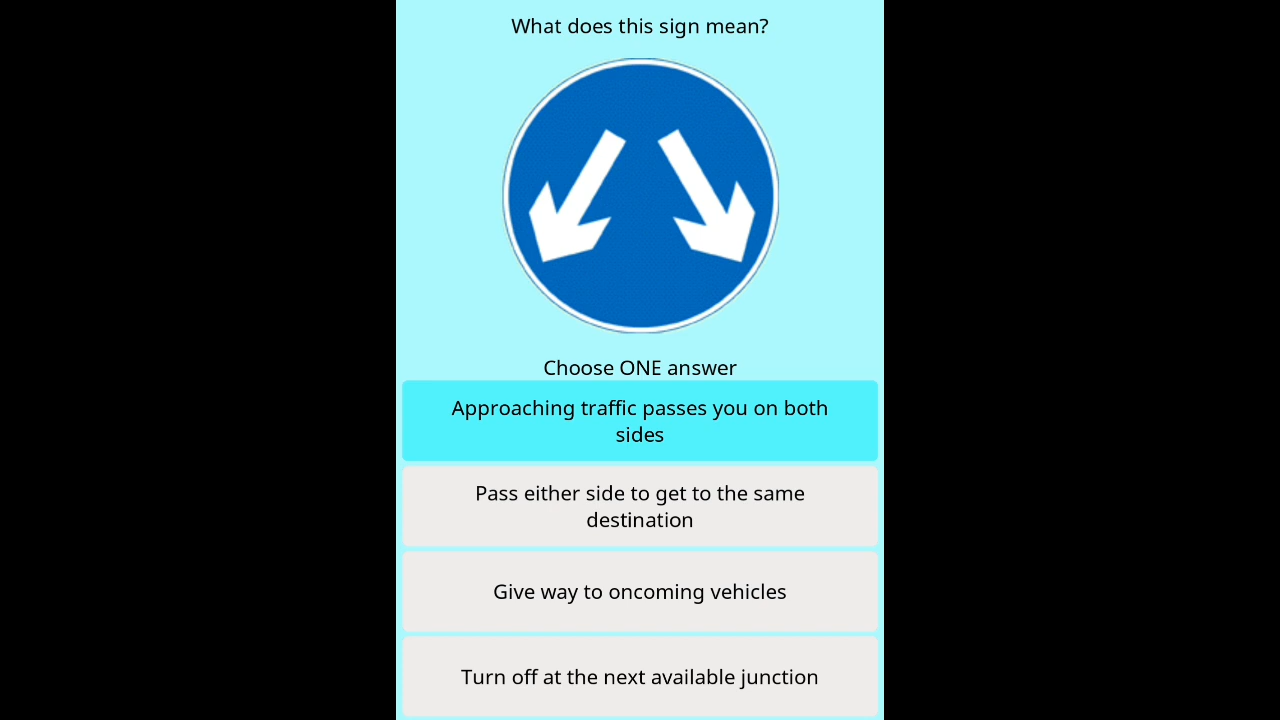 What does this sign mean?
Choose ONE answer
Approaching traffic passes you on both
sides
Pass either side to get to the same
destination
Give way to oncoming vehicles
Turn off at the next available junction